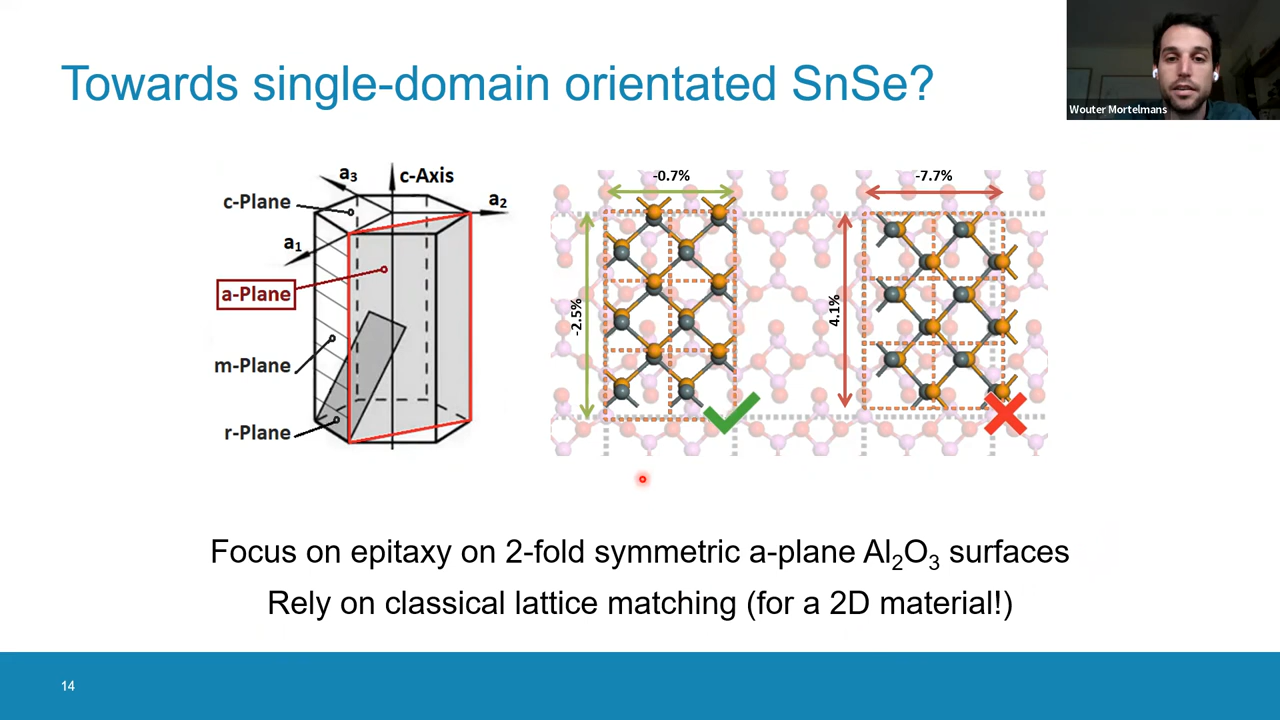 Towards single-domain orientated SnSe?
Wouter Mortelmans
a₃
c-Axis
c-Plane
a₂
a₁
a-Plane
m-Plane
r-Plane
-0.7%
-2.5%
-7.7%
4.1%
Focus on epitaxy on 2-fold symmetric a-plane Al₂O₃ surfaces
Rely on classical lattice matching (for a 2D material!)
14